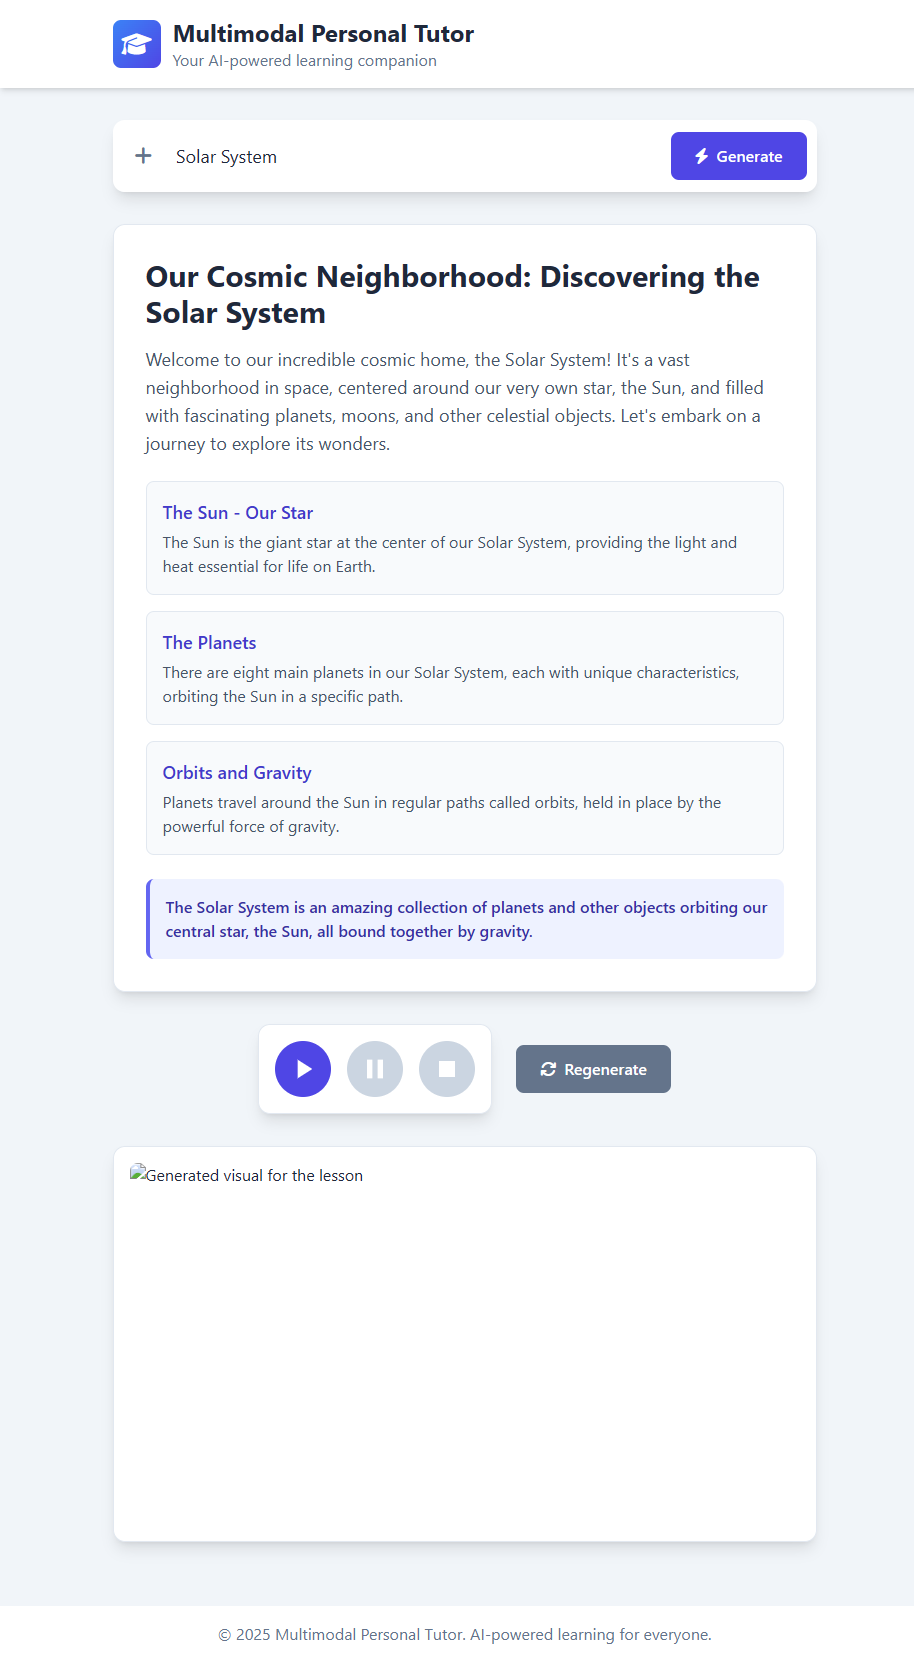 Multimodal Personal Tutor
Your AI-powered learning companion
Solar System
Generate
Our Cosmic Neighborhood: Discovering the
Solar System
Welcome to our incredible cosmic home, the Solar System! It's a vast
neighborhood in space, centered around our very own star, the Sun, and filled
with fascinating planets, moons, and other celestial objects. Let's embark on a
journey to explore its wonders.
The Sun - Our Star
The Sun is the giant star at the center of our Solar System, providing the light and
heat essential for life on Earth.
The Planets
There are eight main planets in our Solar System, each with unique characteristics,
orbiting the Sun in a specific path.
Orbits and Gravity
Planets travel around the Sun in regular paths called orbits, held in place by the
powerful force of gravity.
The Solar System is an amazing collection of planets and other objects orbiting our
central star, the Sun, all bound together by gravity.
Regenerate
Generated visual for the lesson
© 2025 Multimodal Personal Tutor. AI-powered learning for everyone.